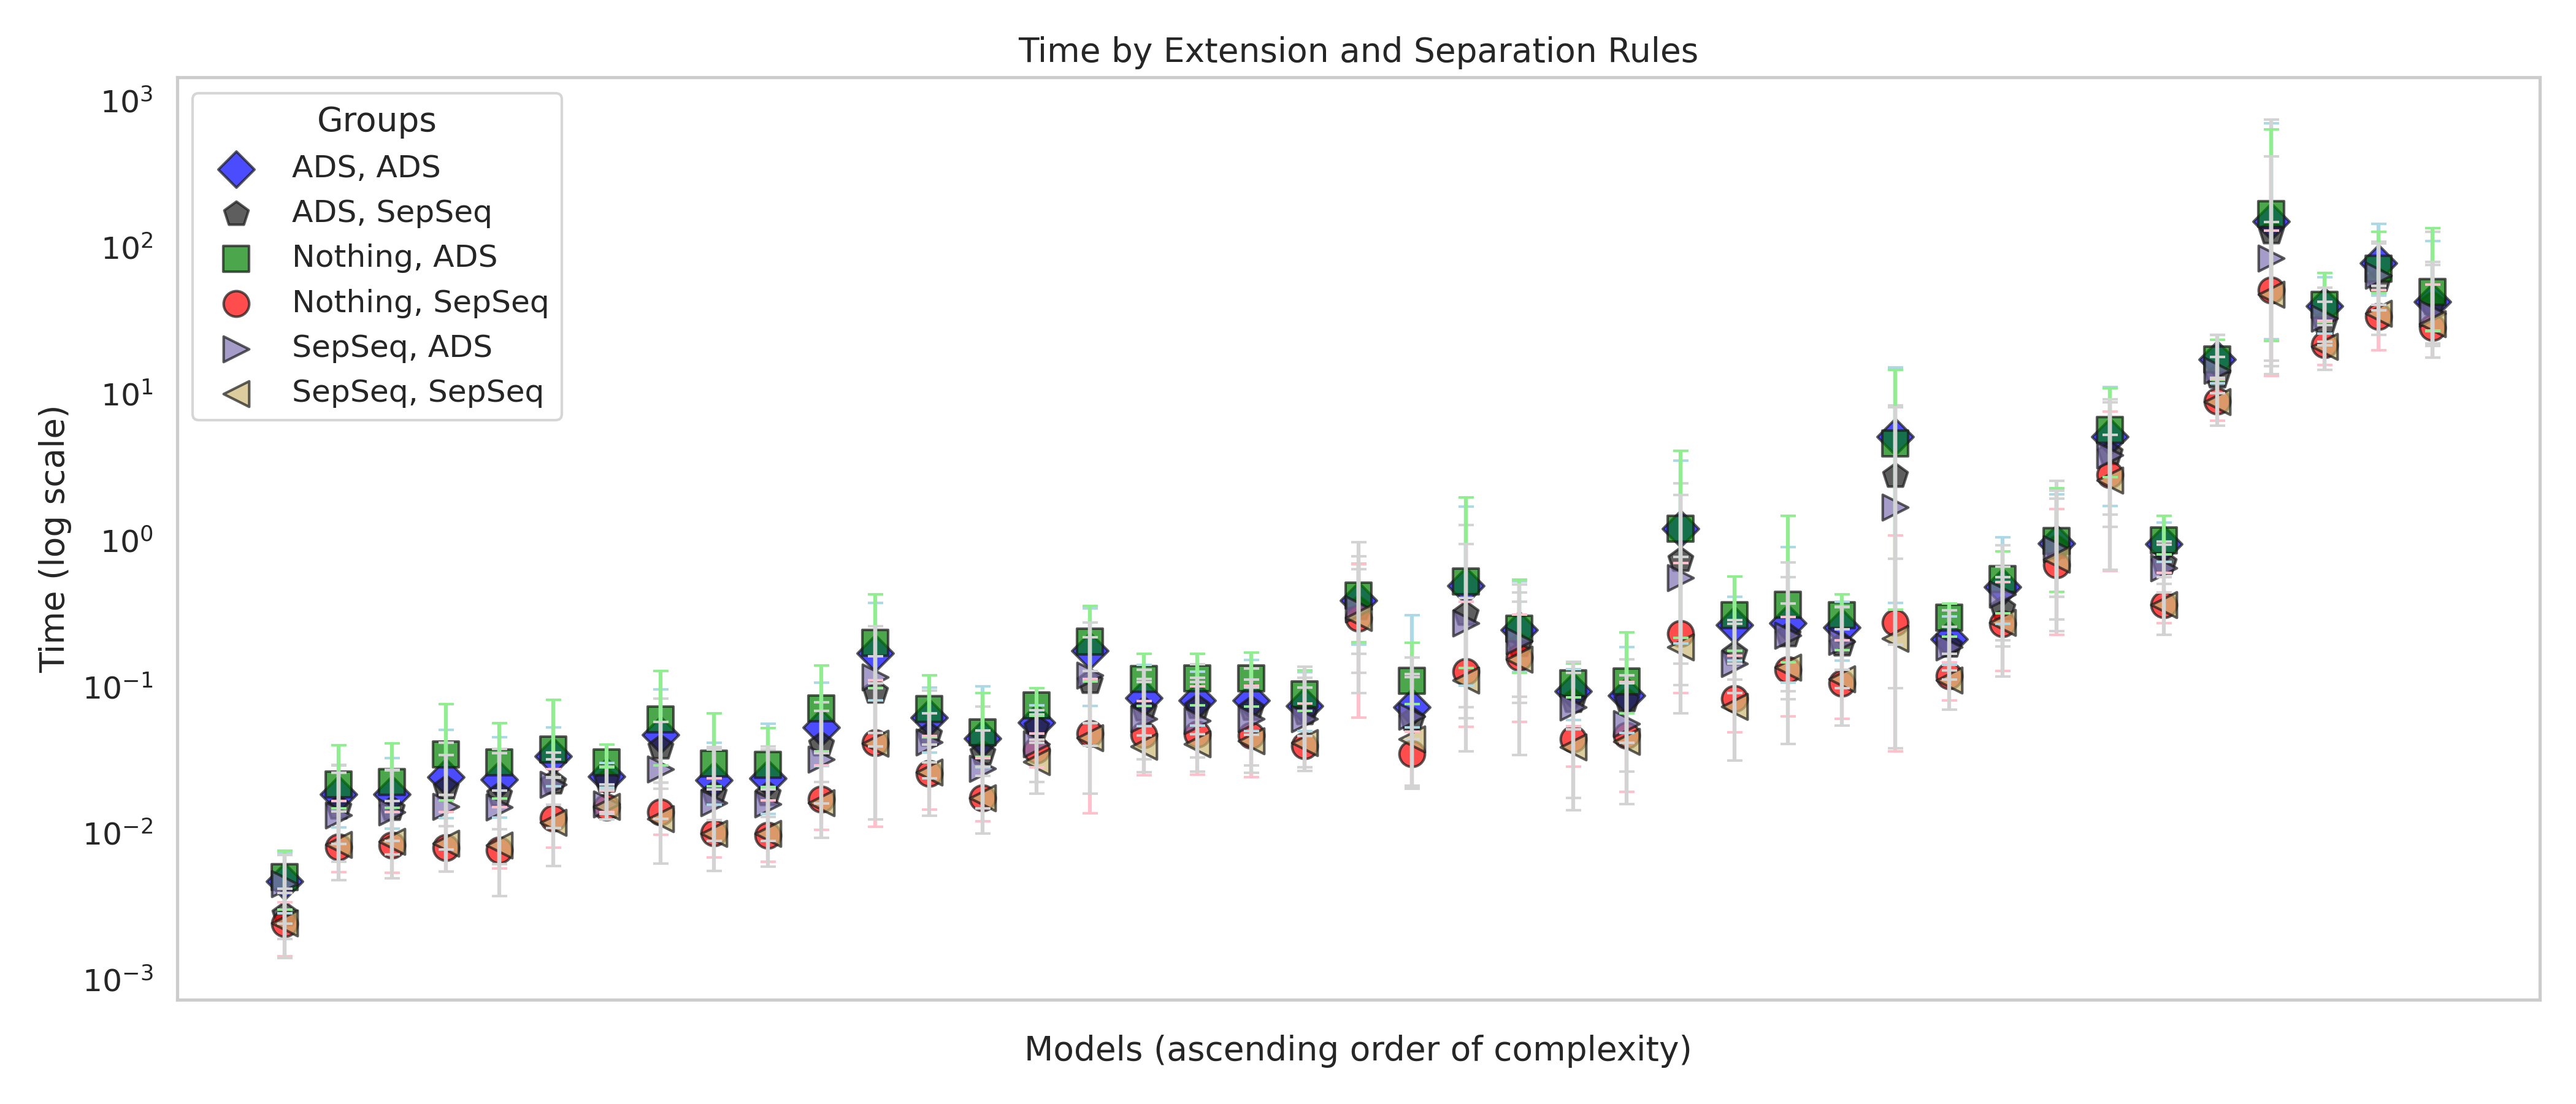 Time by Extension and Separation Rules
10³
10²
10¹
10⁰
10⁻¹
10⁻²
10⁻³
Time (log scale)
Groups
ADS, ADS
ADS, SepSeq
Nothing, ADS
Nothing, SepSeq
SepSeq, ADS
SepSeq, SepSeq
Models (ascending order of complexity)